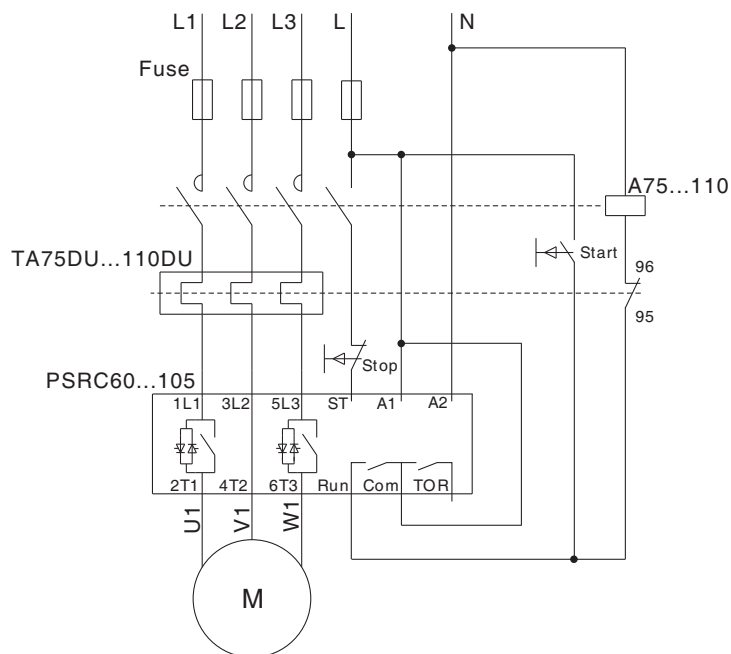 L1 L2 L3 L N
Fuse
A75...110
Start
TA75DU...110DU
96
95
Stop
PSRC60...105
1L1 3L2 5L3 ST A1 A2
2T1 4T2 6T3 Run Com TOR
U1 V1 W1
M